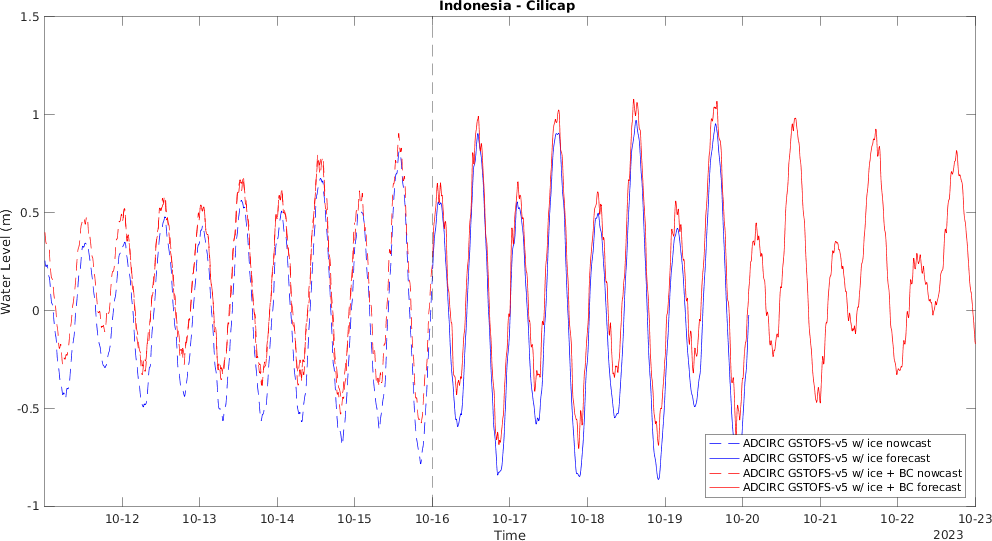 Indonesia - Cilicap
Water Level (m)
1.5
1
0.5
0
-0.5
-1
ADCIRC GSTOFS-v5 w/ ice nowcast
ADCIRC GSTOFS-v5 w/ ice forecast
ADCIRC GSTOFS-v5 w/ ice + BC nowcast
ADCIRC GSTOFS-v5 w/ ice + BC forecast
10-12 10-13 10-14 10-15 10-16 10-17 10-18 10-19 10-20 10-21 10-22 10-23
Time
2023